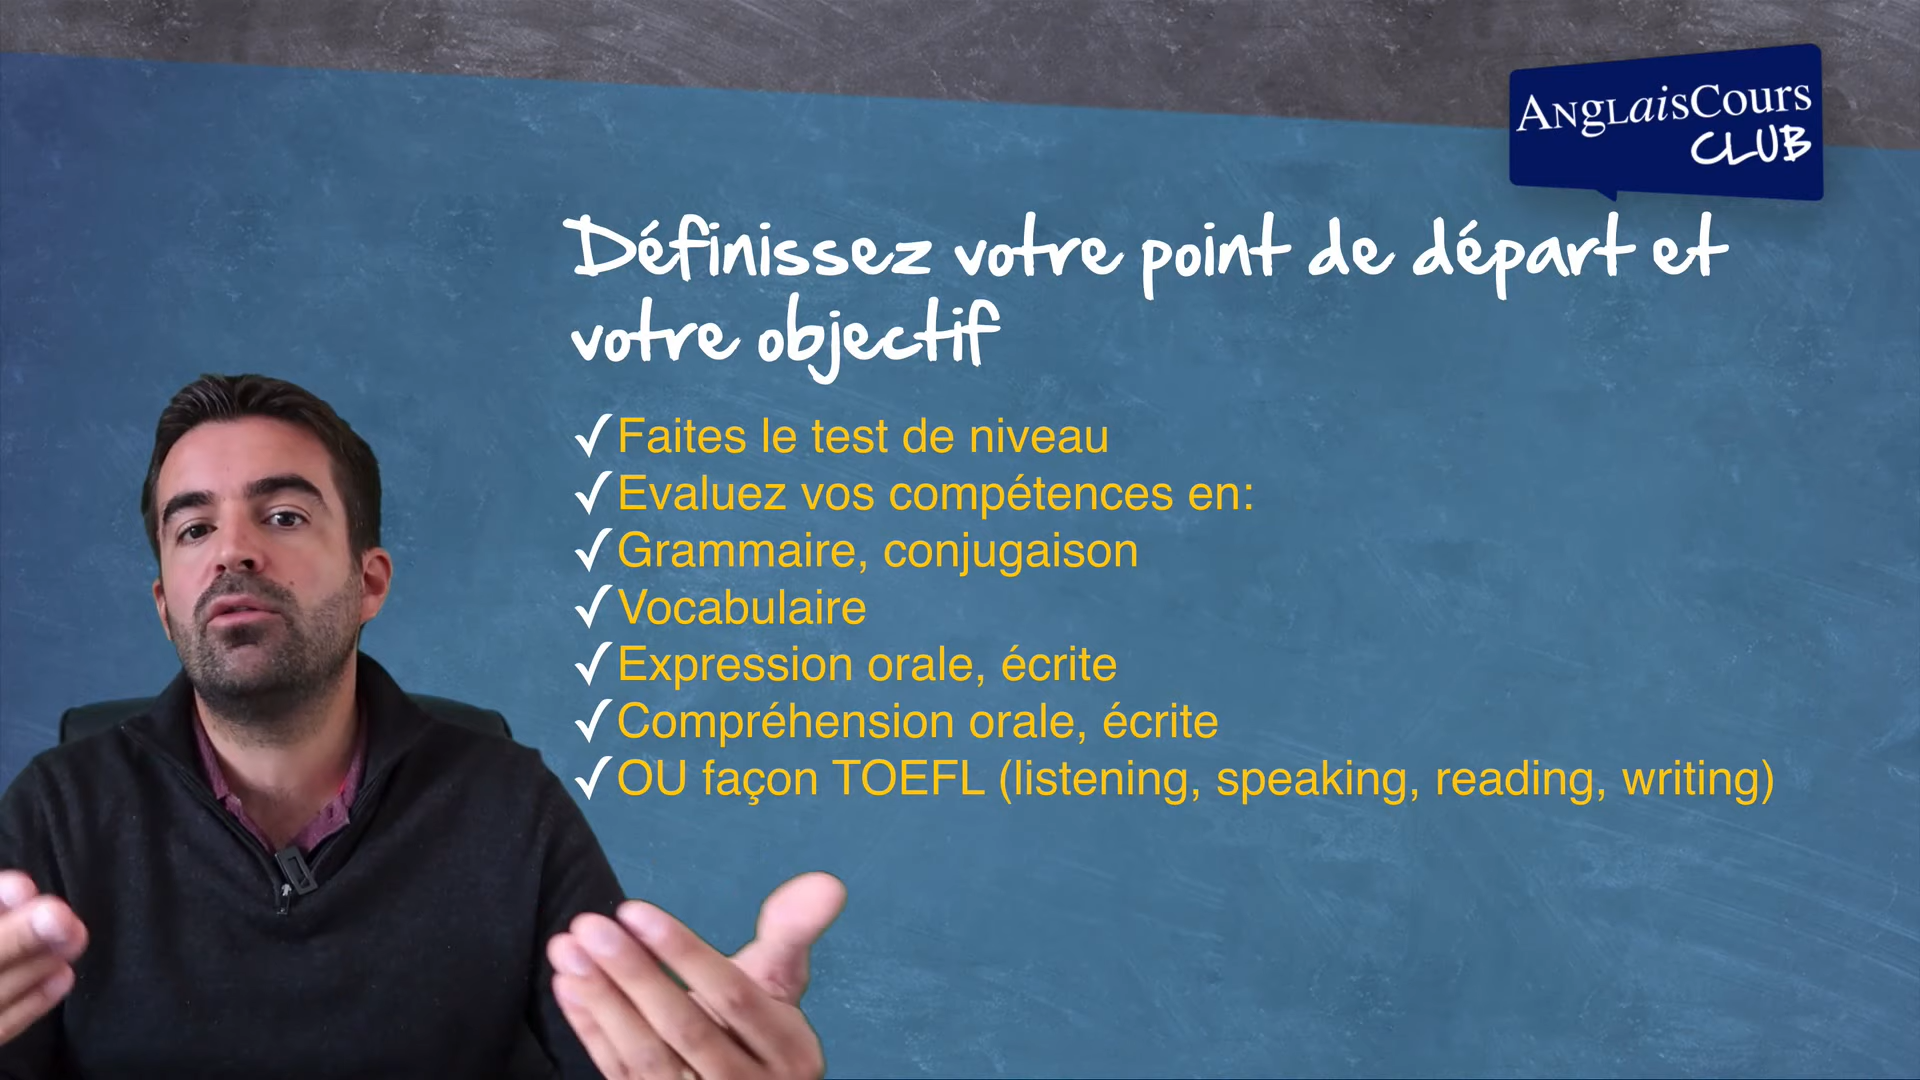 AnglaisCours
CLUB
Définissez votre point de départ et
votre objectif
✓Faites le test de niveau
✓Evaluez vos compétences en:
✓Grammaire, conjugaison
✓Vocabulaire
✓Expression orale, écrite
✓Compréhension orale, écrite
✓OU façon TOEFL (listening, speaking, reading, writing)